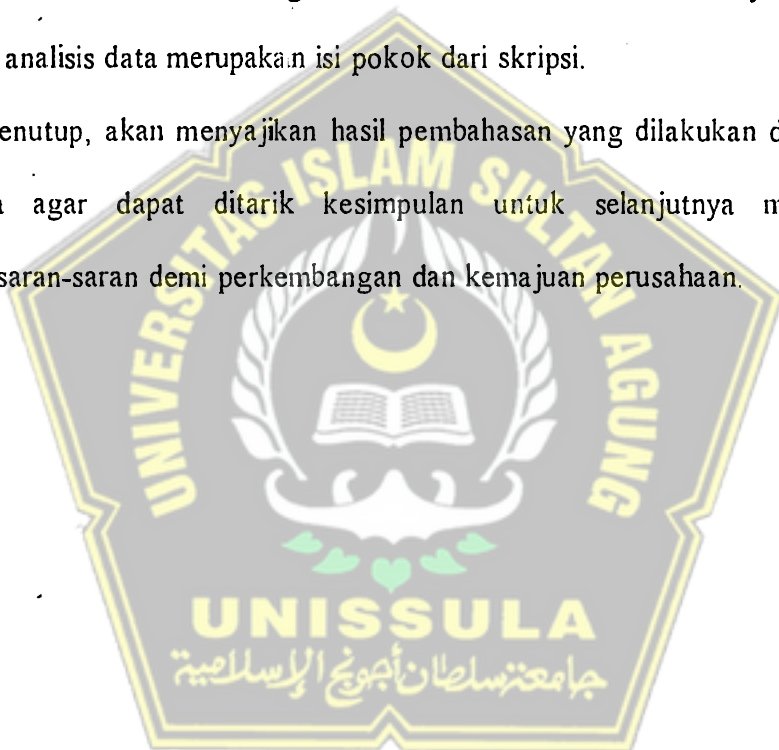 analisis data merupakan isi pokok dari skripsi.
enutup, akan menyajikan hasil pembahasan yang dilakukan d
agar dapat ditarik kesimpulan untuk selanjutnya m
saran-saran demi perkembangan dan kemajuan perusahaan.
UNIVERSITAS ISLAM SULTAN AGUNG
UNISSULA
جامعة سلطان أجونج الإسلامية